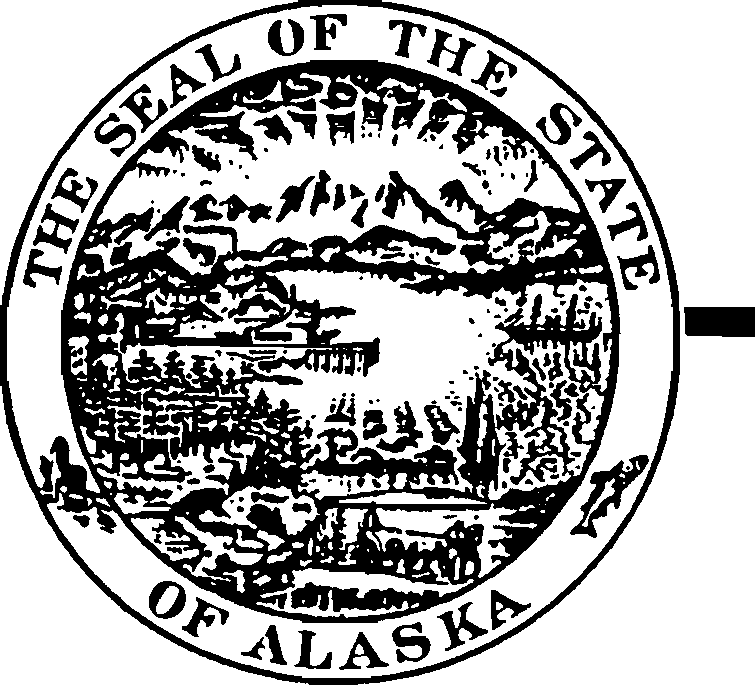 THE SEAL OF THE STATE
OF ALASKA